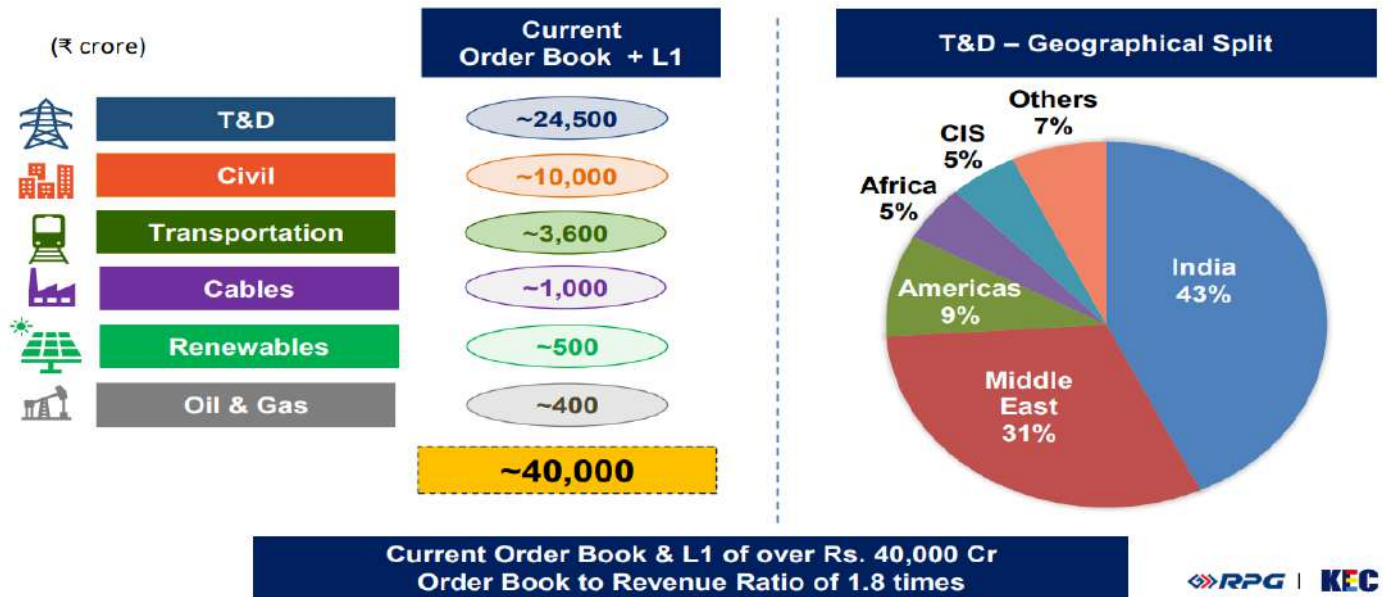 (₹ crore)
Current
Order Book + L1
T&D
~24,500
Civil
~10,000
Transportation
~3,600
Cables
~1,000
Renewables
~500
Oil & Gas
~400
~40,000
T&D – Geographical Split
Others
7%
CIS
5%
Africa
5%
Americas
9%
India
43%
Middle
East
31%
Current Order Book & L1 of over Rs. 40,000 Cr
Order Book to Revenue Ratio of 1.8 times
RPG | KEC